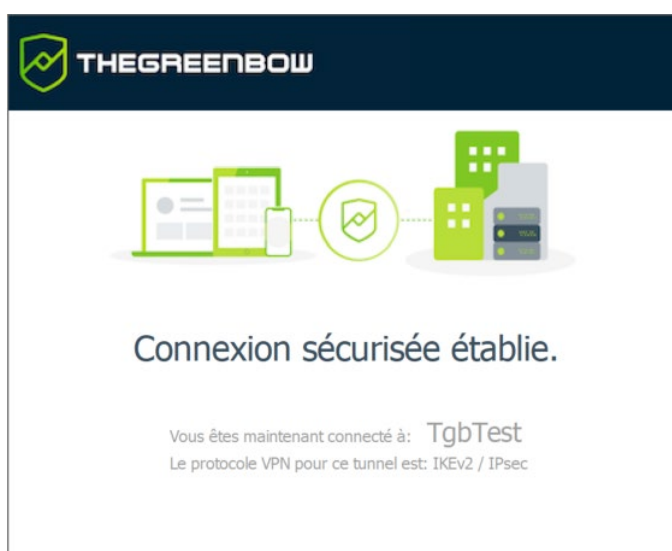 THEGREENBOW
Connexion sécurisée établie.
Vous êtes maintenant connecté à: TgbTest
Le protocole VPN pour ce tunnel est: IKEv2 / IPsec